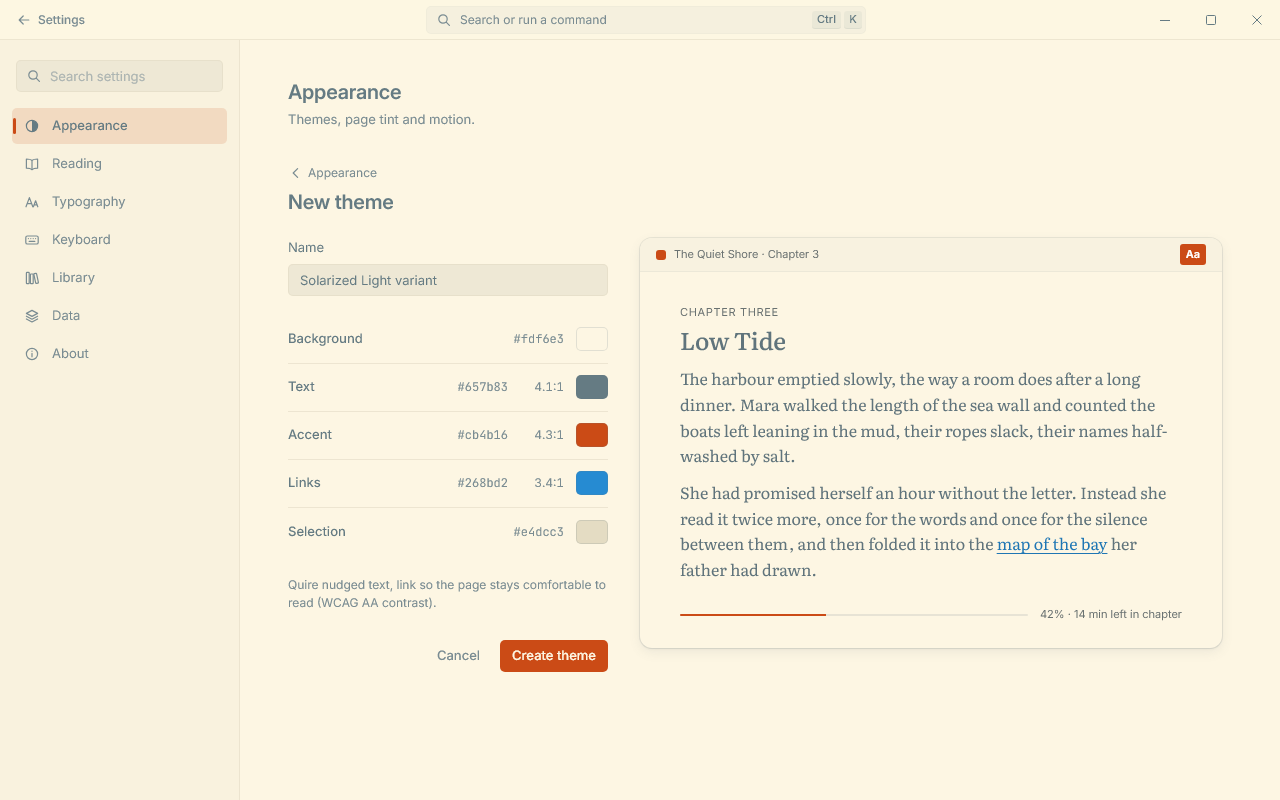 Settings
Search or run a command
Ctrl K
Search settings
Appearance
Reading
Typography
Keyboard
Library
Data
About
Appearance
Themes, page tint and motion.
Appearance
New theme
Name
Solarized Light variant
Background #fdf6e3
Text #657b83 4.1:1
Accent #cb4b16 4.3:1
Links #268bd2 3.4:1
Selection #e4dcc3
Quire nudged text, link so the page stays comfortable to
read (WCAG AA contrast).
Cancel
Create theme
The Quiet Shore · Chapter 3
Aa
CHAPTER THREE
Low Tide
The harbour emptied slowly, the way a room does after a long
dinner. Mara walked the length of the sea wall and counted the
boats left leaning in the mud, their ropes slack, their names half-
washed by salt.
She had promised herself an hour without the letter. Instead she
read it twice more, once for the words and once for the silence
between them, and then folded it into the map of the bay her
father had drawn.
42% · 14 min left in chapter